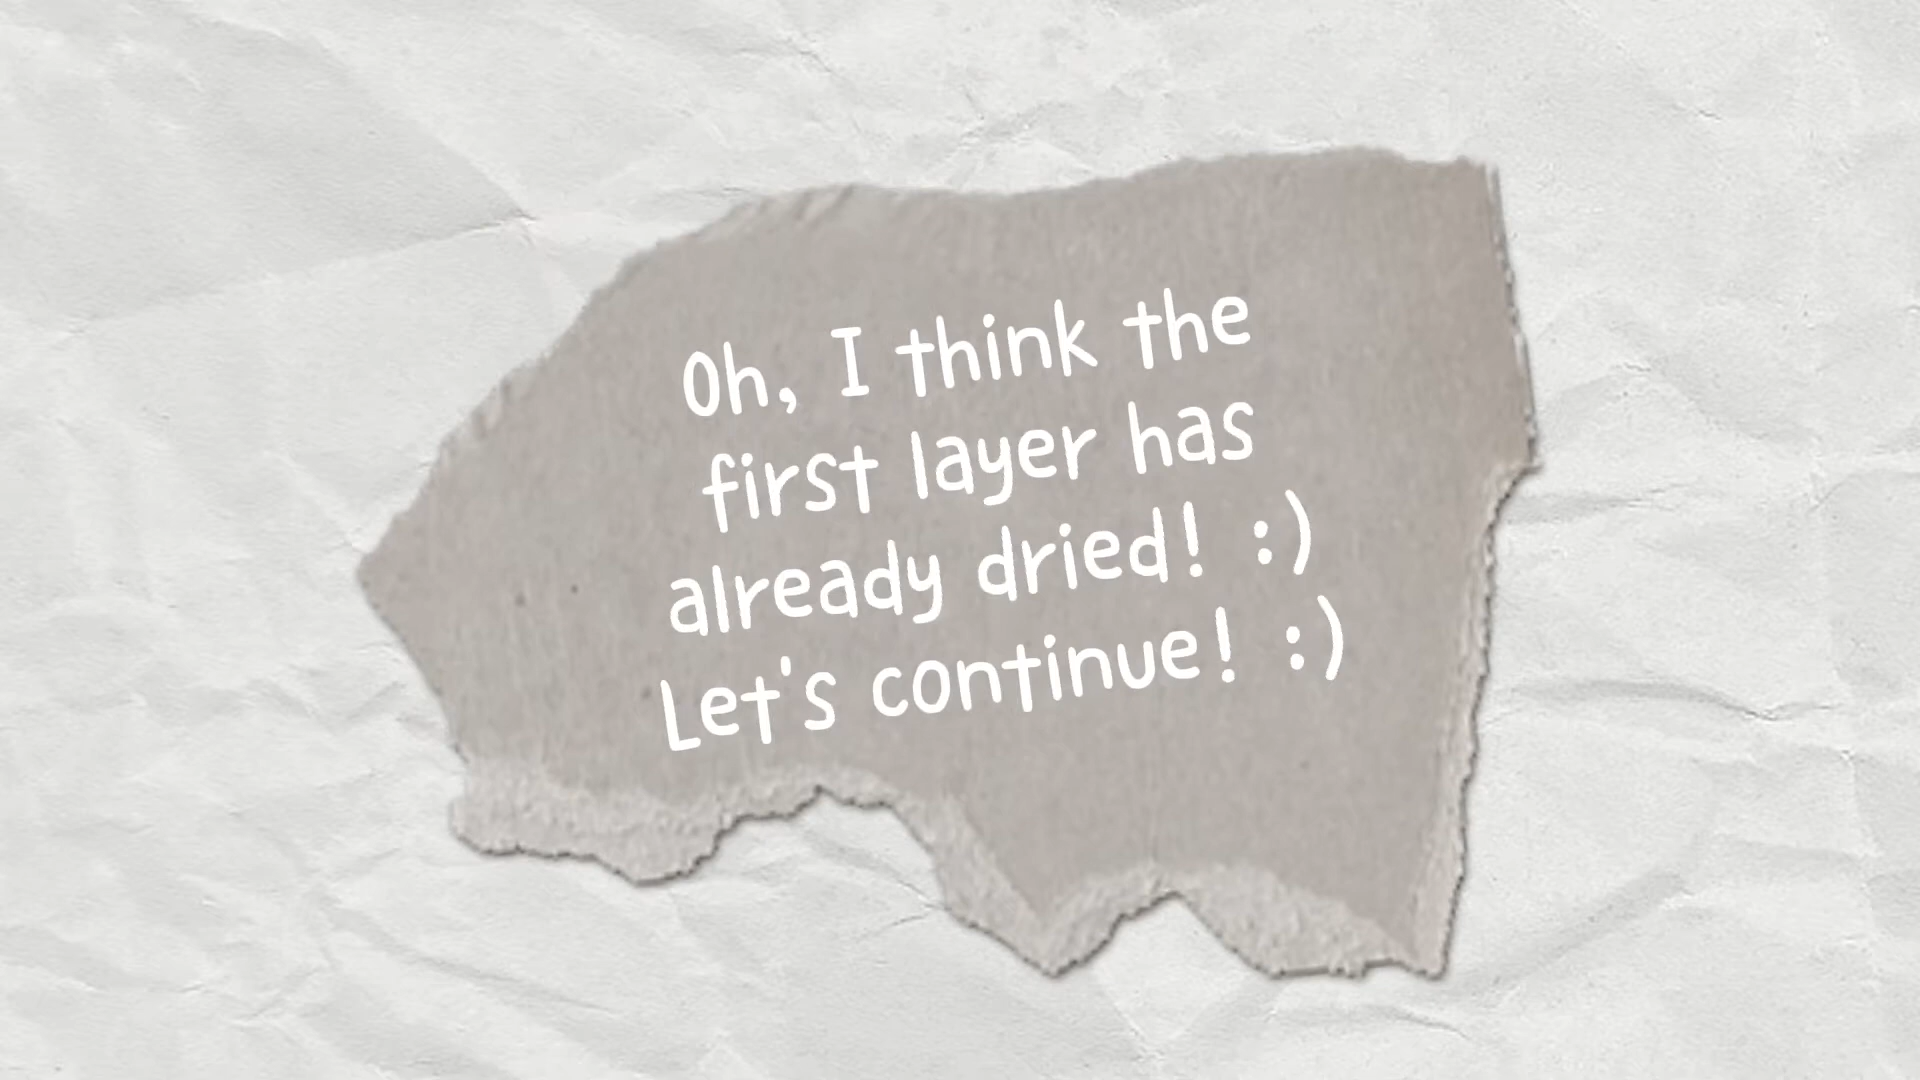 Oh, I think the
first layer has
already dried! :)
Let's continue! :)